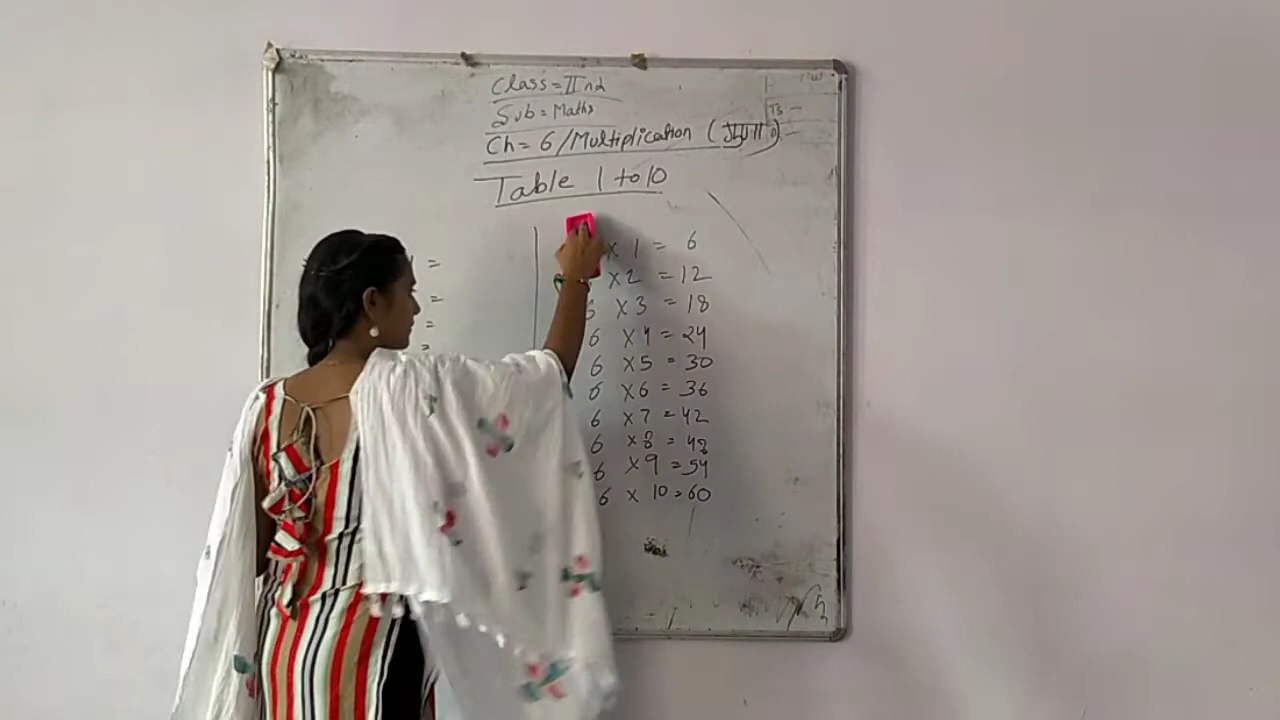 Class = IInd
Sub = Maths
Ch = 6/Multiplication (गुणा)
Table 1 to 10
=
=
=
=
x 1 = 6
x 2 = 12
6 x 3 = 18
6 x 4 = 24
6 x 5 = 30
6 x 6 = 36
6 x 7 = 42
6 x 8 = 48
6 x 9 = 54
6 x 10 = 60